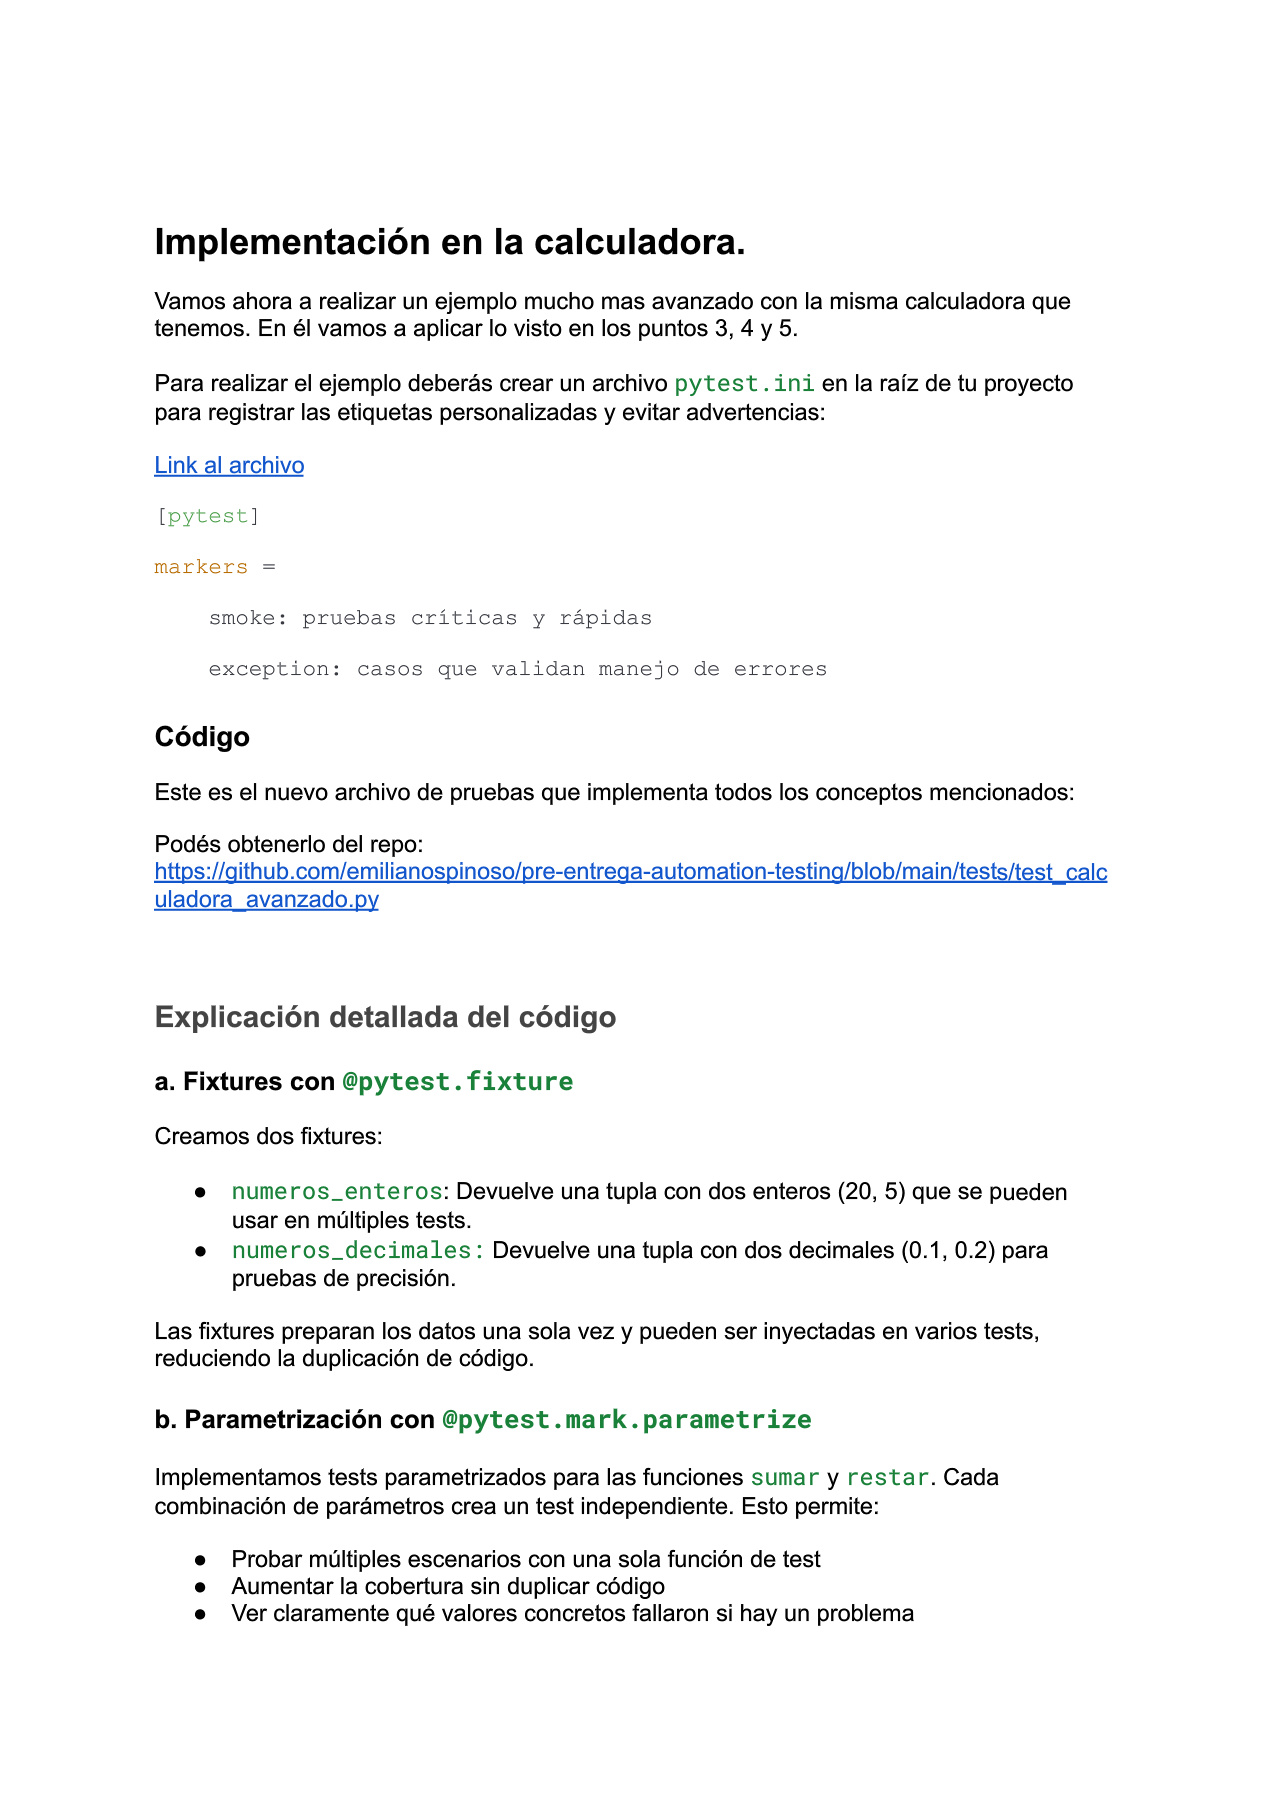 Implementación en la calculadora.
Vamos ahora a realizar un ejemplo mucho mas avanzado con la misma calculadora que
tenemos. En él vamos a aplicar lo visto en los puntos 3, 4 y 5.
Para realizar el ejemplo deberás crear un archivo pytest.ini en la raíz de tu proyecto
para registrar las etiquetas personalizadas y evitar advertencias:
Link al archivo
[pytest]
markers =
    smoke: pruebas críticas y rápidas
    exception: casos que validan manejo de errores
Código
Este es el nuevo archivo de pruebas que implementa todos los conceptos mencionados:
Podés obtenerlo del repo:
https://github.com/emilianospinoso/pre-entrega-automation-testing/blob/main/tests/test_calc
uladora_avanzado.py
Explicación detallada del código
a. Fixtures con @pytest.fixture
Creamos dos fixtures:
● numeros_enteros: Devuelve una tupla con dos enteros (20, 5) que se pueden
usar en múltiples tests.
● numeros_decimales: Devuelve una tupla con dos decimales (0.1, 0.2) para
pruebas de precisión.
Las fixtures preparan los datos una sola vez y pueden ser inyectadas en varios tests,
reduciendo la duplicación de código.
b. Parametrización con @pytest.mark.parametrize
Implementamos tests parametrizados para las funciones sumar y restar. Cada
combinación de parámetros crea un test independiente. Esto permite:
● Probar múltiples escenarios con una sola función de test
● Aumentar la cobertura sin duplicar código
● Ver claramente qué valores concretos fallaron si hay un problema